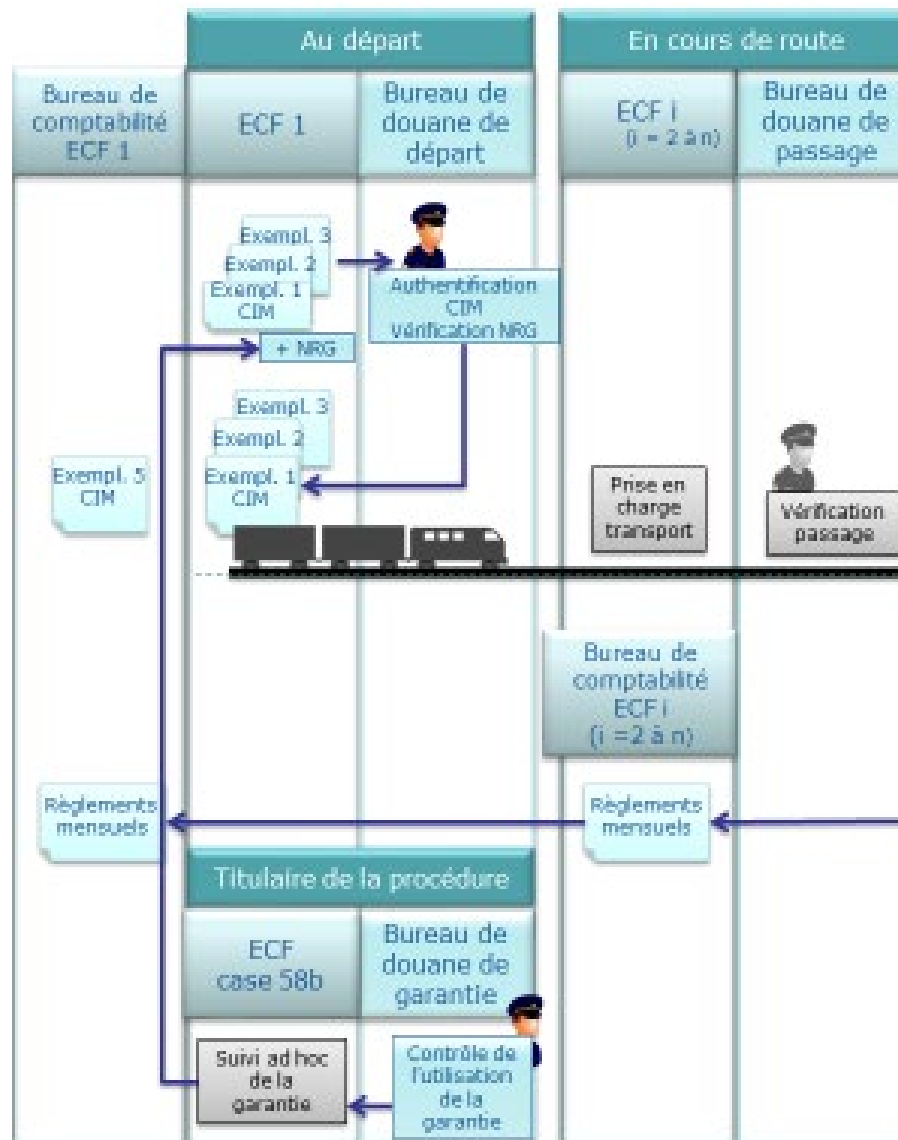 Au départ
En cours de route
Bureau de
comptabilité
ECF 1
ECF 1
Bureau de
douane de
départ
ECF i
(i = 2 à n)
Bureau de
douane de
passage
Exempl. 3
Exempl. 2
Exempl. 1
CIM
Authentification
CIM
Vérification NRG
+ NRG
Exempl. 3
Exempl. 2
Exempl. 1
CIM
Exempl. 5
CIM
Prise en
charge
transport
Vérification
passage
Bureau de
comptabilité
ECF i
(i =2 à n)
Règlements
mensuels
Règlements
mensuels
Titulaire de la procédure
ECF
case 58b
Bureau de
douane de
garantie
Suivi ad hoc
de la
garantie
Contrôle de
l'utilisation
de la
garantie